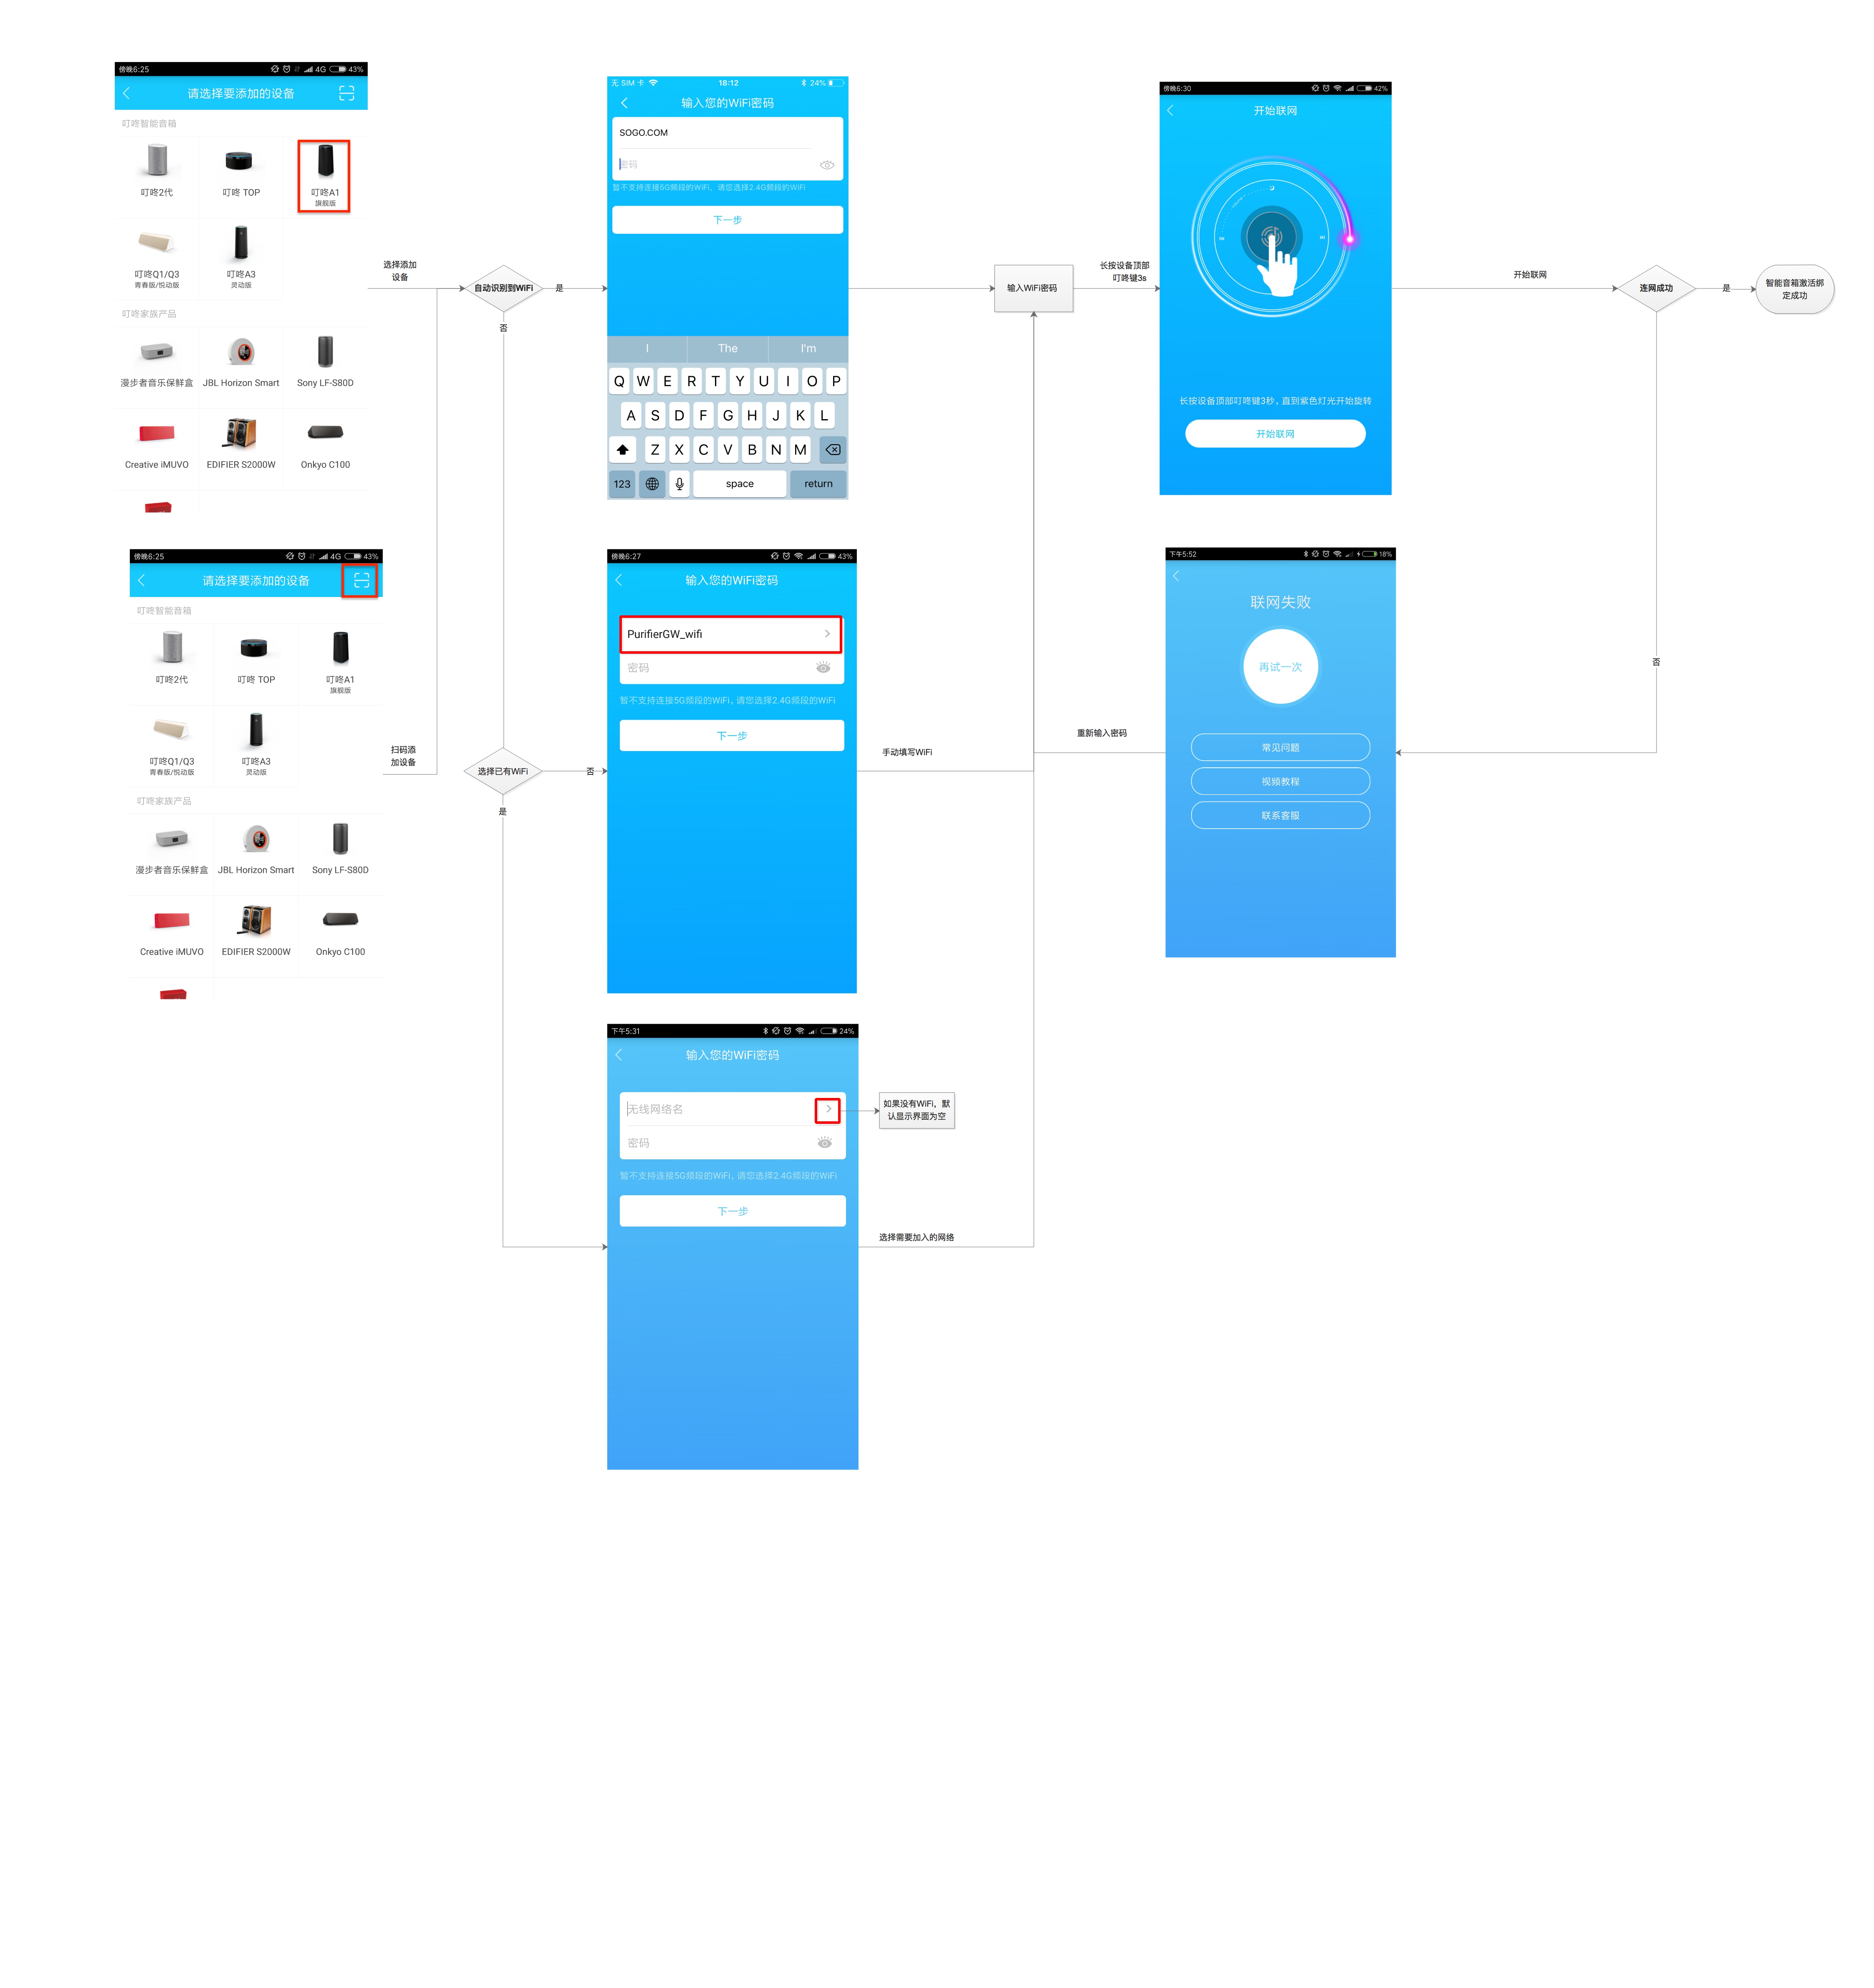 傍晚6:25
4G
43%
请选择要添加的设备
叮咚智能音箱
叮咚2代
叮咚 TOP
叮咚A1
旗舰版
叮咚Q1/Q3
青春版/悦动版
叮咚A3
灵动版
叮咚家族产品
漫步者音乐保鲜盒
JBL Horizon Smart
Sony LF-S80D
Creative iMUVO
EDIFIER S2000W
Onkyo C100
选择添加
设备
傍晚6:25
4G
43%
请选择要添加的设备
叮咚智能音箱
叮咚2代
叮咚 TOP
叮咚A1
旗舰版
叮咚Q1/Q3
青春版/悦动版
叮咚A3
灵动版
叮咚家族产品
漫步者音乐保鲜盒
JBL Horizon Smart
Sony LF-S80D
Creative iMUVO
EDIFIER S2000W
Onkyo C100
扫码添
加设备
自动识别到WiFi
是
否
选择已有WiFi
否
是
无 SIM 卡
18:12
24%
输入您的WiFi密码
SOGO.COM
密码
暂不支持连接5G频段的WiFi，请您选择2.4G频段的WiFi
下一步
I The I'm
Q W E R T Y U I O P
A S D F G H J K L
Z X C V B N M
123 space return
傍晚6:27
43%
输入您的WiFi密码
PurifierGW_wifi
密码
暂不支持连接5G频段的WiFi，请您选择2.4G频段的WiFi
下一步
手动填写WiFi
下午5:31
24%
输入您的WiFi密码
无线网络名
密码
暂不支持连接5G频段的WiFi，请您选择2.4G频段的WiFi
下一步
如果没有WiFi，默
认显示界面为空
选择需要加入的网络
输入WiFi密码
长按设备顶部
叮咚键3s
傍晚6:30
42%
开始联网
长按设备顶部叮咚键3秒，直到紫色灯光开始旋转
开始联网
开始联网
连网成功
是
智能音箱激活绑
定成功
否
下午5:52
18%
联网失败
再试一次
常见问题
视频教程
联系客服
重新输入密码